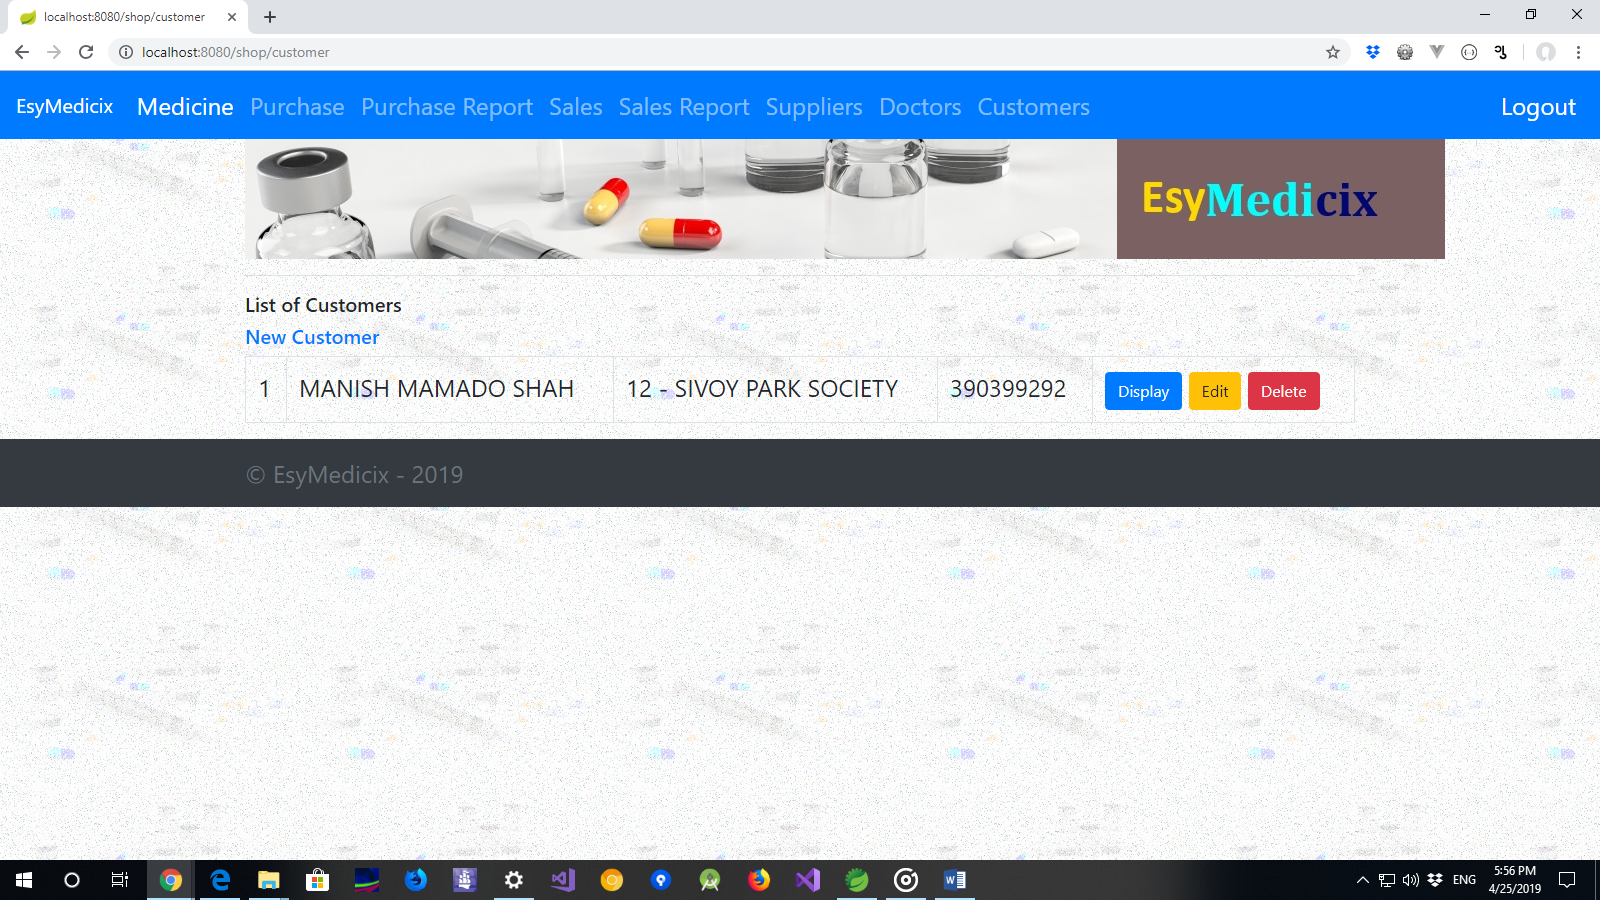 localhost:8080/shop/customer
localhost:8080/shop/customer
EsyMedicix Medicine Purchase Purchase Report Sales Sales Report Suppliers Doctors Customers Logout
EsyMedicix
List of Customers
New Customer
1 MANISH MAMADO SHAH 12 - SIVOY PARK SOCIETY 390399292 Display Edit Delete
© EsyMedicix - 2019
ENG 5:56 PM
4/25/2019